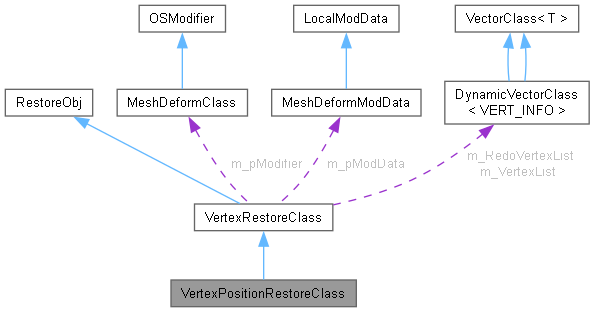 OSModifier
LocalModData
VectorClass< T >
RestoreObj
MeshDeformClass
MeshDeformModData
DynamicVectorClass
< VERT_INFO >
m_pModifier
m_pModData
m_RedoVertexList
m_VertexList
VertexRestoreClass
VertexPositionRestoreClass